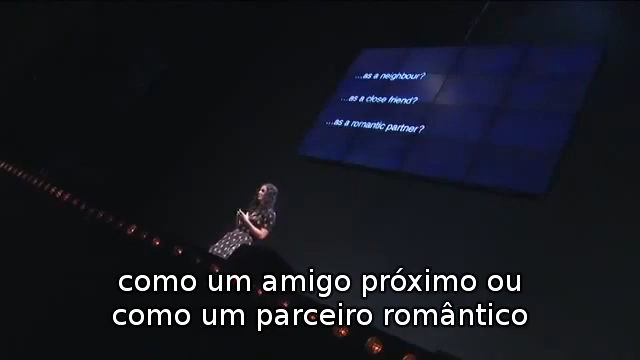 ...as a neighbour?
...as a close friend?
...as a romantic partner?
como um amigo próximo ou
como um parceiro romântico